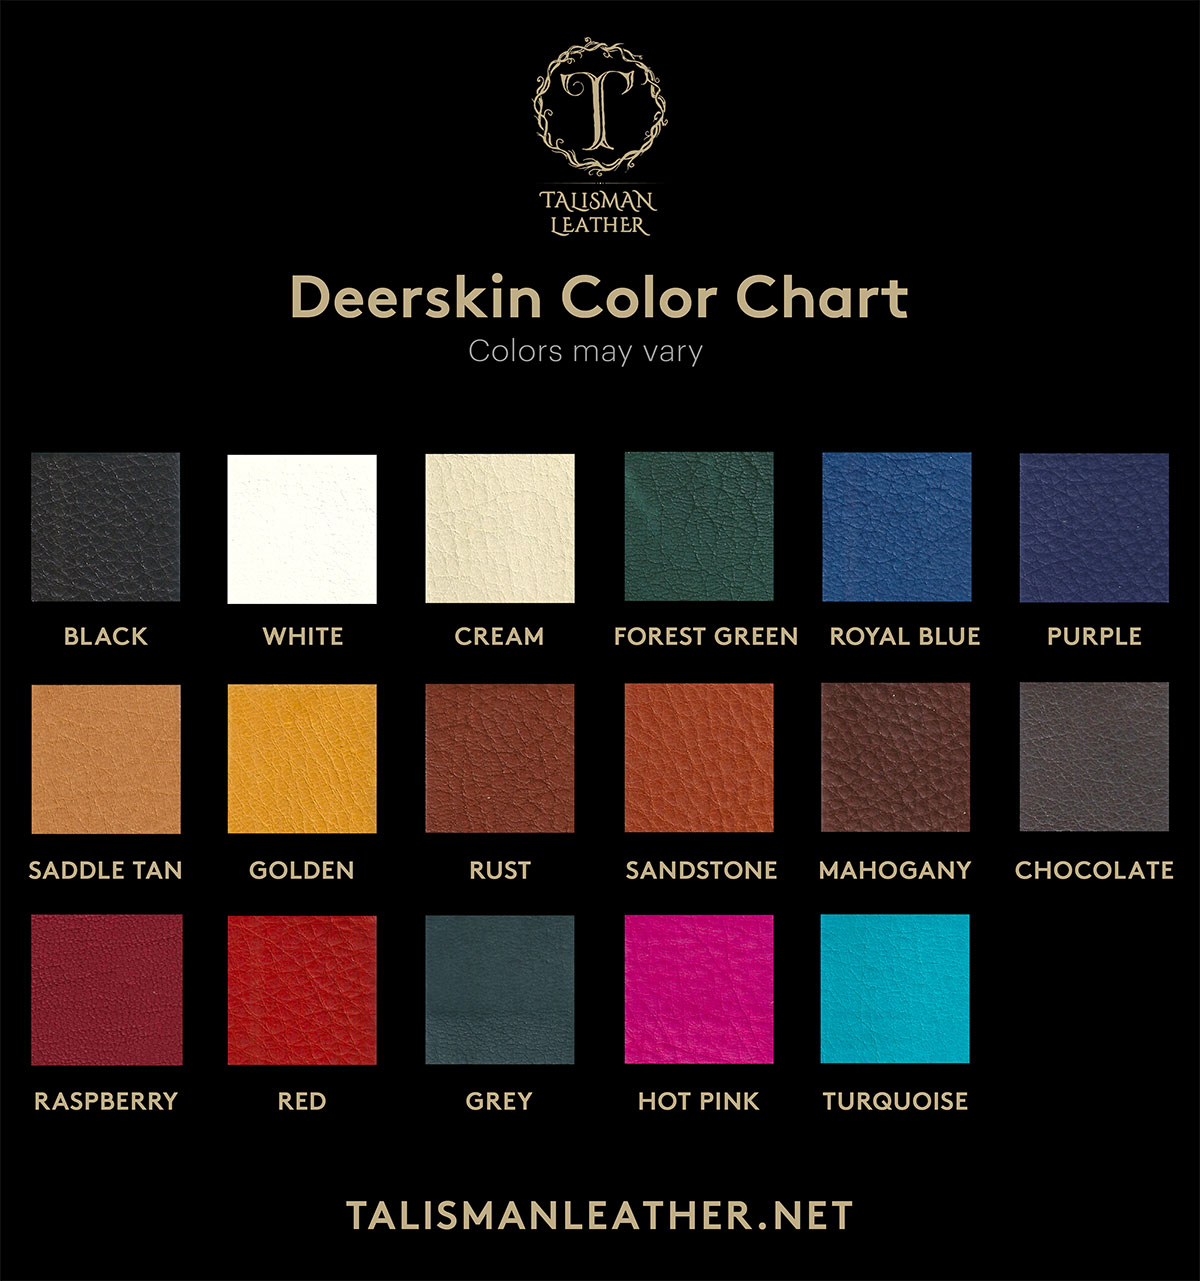 T
TALISMAN
LEATHER
Deerskin Color Chart
Colors may vary
BLACK WHITE CREAM FOREST GREEN ROYAL BLUE PURPLE
SADDLE TAN GOLDEN RUST SANDSTONE MAHOGANY CHOCOLATE
RASPBERRY RED GREY HOT PINK TURQUOISE
TALISMANLEATHER.NET